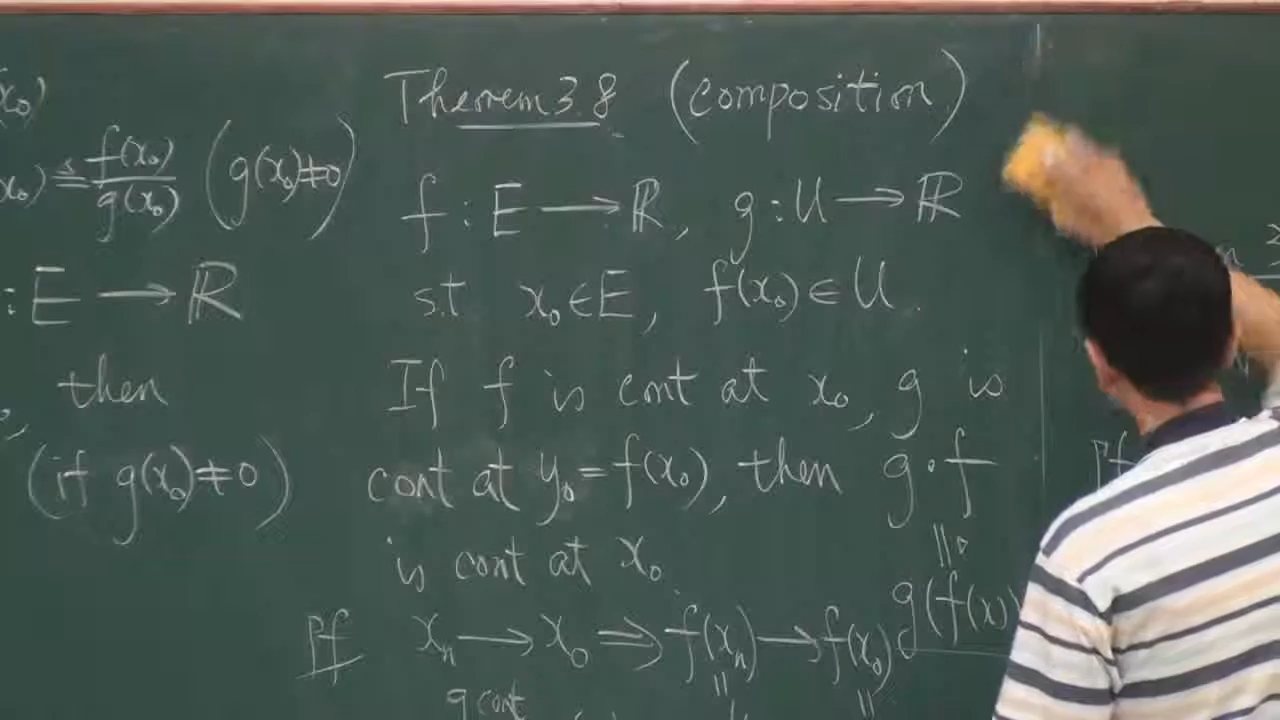 x₀)
x₀) ≤ f(x₀)/g(x₀) (g(x₀)≠0)
: E → ℝ
then
(if g(x₀)≠0)
Theorem 3.8 (composition)
f : E → ℝ, g : U → ℝ
s.t x₀∈E, f(x₀)∈U.
If f is cont at x₀, g is
cont at y₀=f(x₀), then g∘f
is cont at x₀.
g(f(x)
Pf xₙ → x₀ ⇒ f(xₙ) → f(x₀)
g cont
Pf